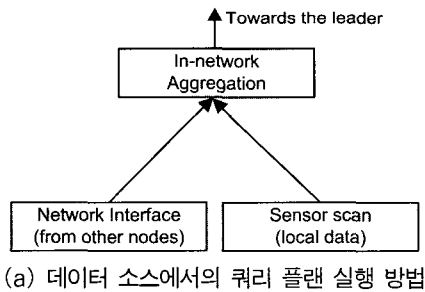 Towards the leader
In-network
Aggregation
Network Interface
(from other nodes)
Sensor scan
(local data)
(a) 데이터 소스에서의 쿼리 플랜 실행 방법